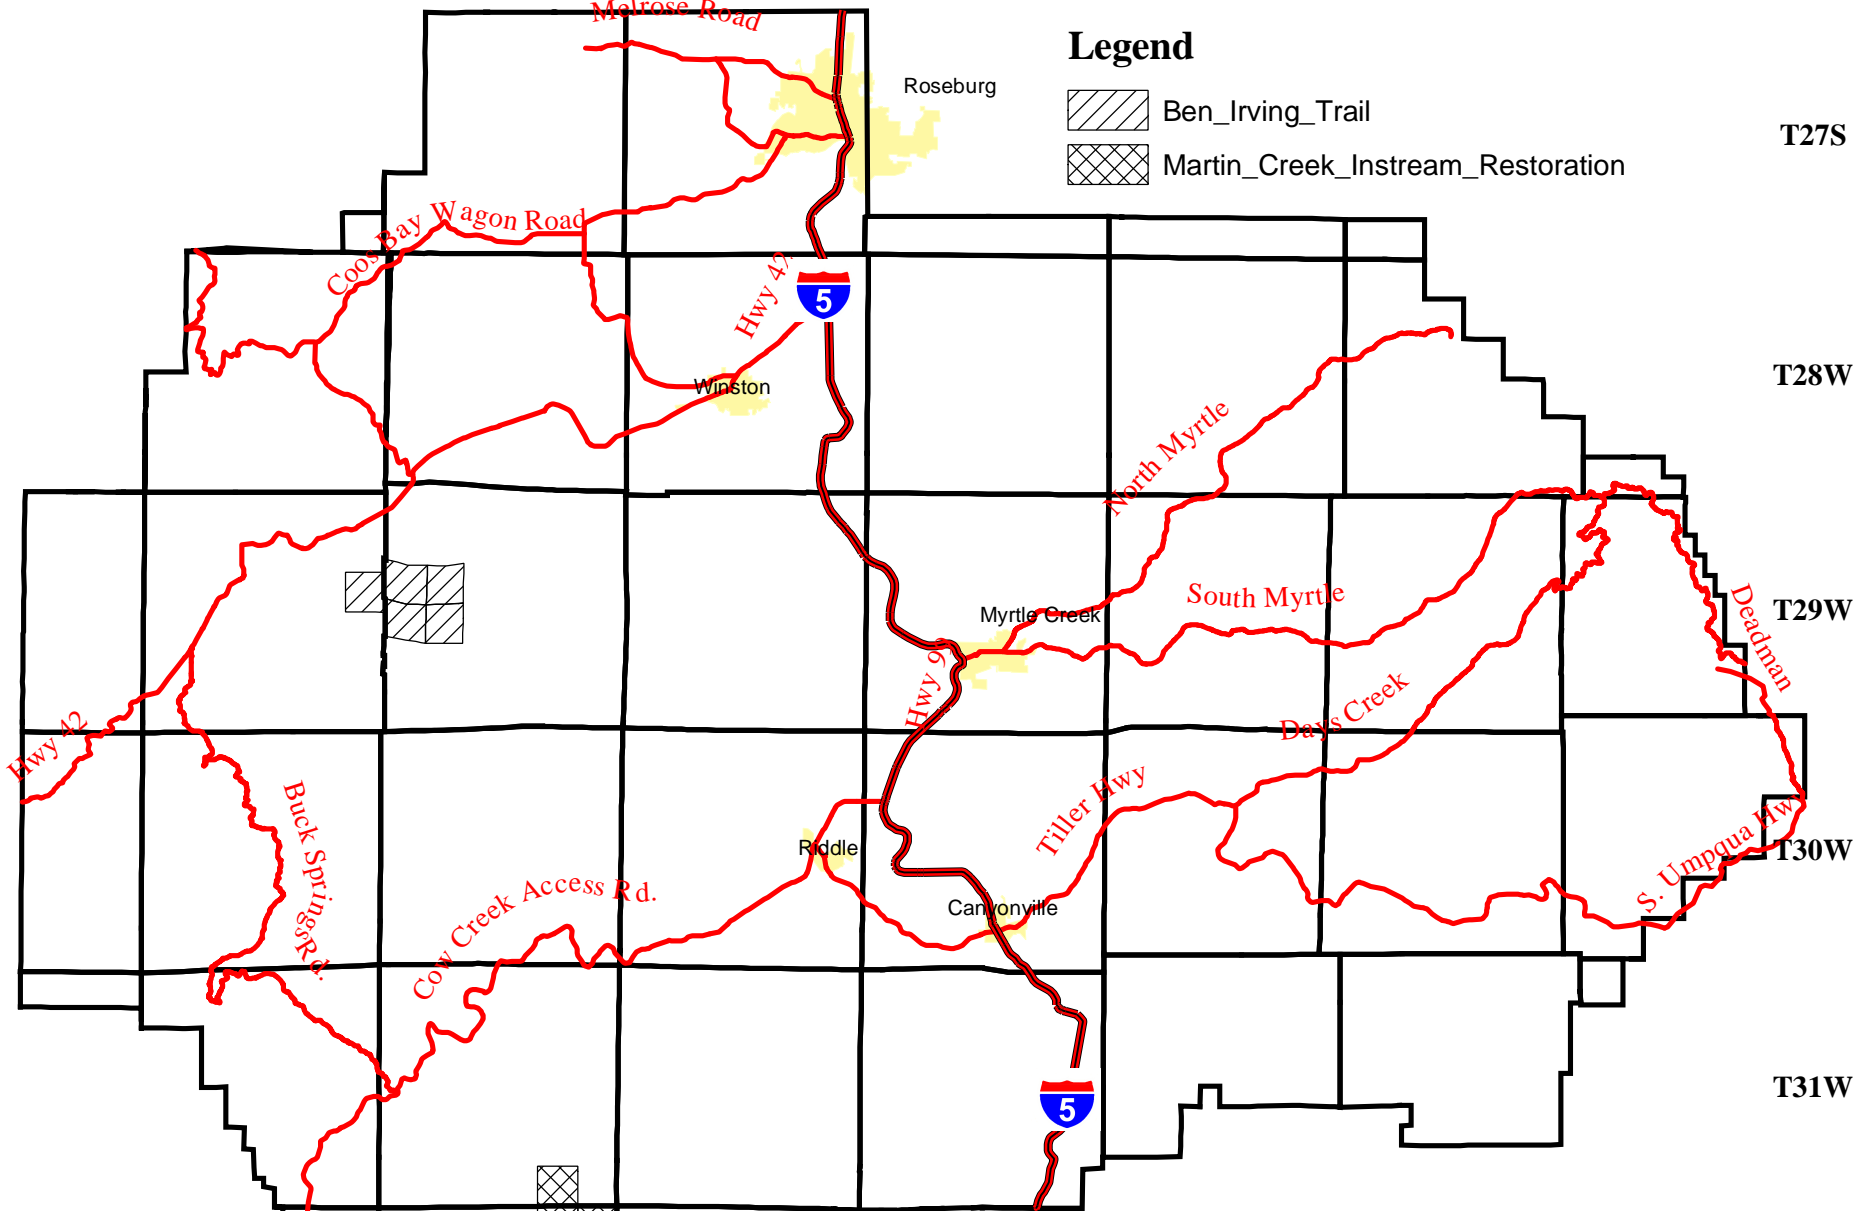 Melrose Road
Legend
Roseburg
Ben_Irving_Trail
T27S
Martin_Creek_Instream_Restoration
Coos Bay Wagon Road
Hwy 42
5
Winston
T28W
North Myrtle
South Myrtle
Myrtle Creek
Deadman
T29W
Hwy 99
Days Creek
Hwy 42
Tiller Hwy
Buck Springs Rd.
Riddle
S. Umpqua Hw
T30W
Cow Creek Access Rd.
Canyonville
5
T31W